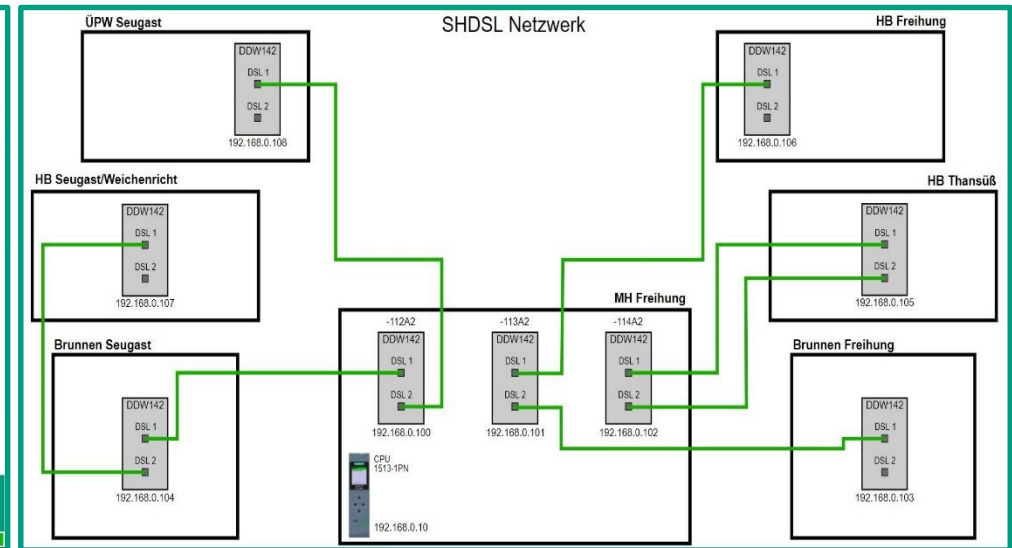 SHDSL Netzwerk
ÜPW Seugast
DDW142
DSL 1
DSL 2
192.168.0.108
HB Freihung
DDW142
DSL 1
DSL 2
192.168.0.106
HB Seugast/Weichenricht
DDW142
DSL 1
DSL 2
192.168.0.107
HB Thansüß
DDW142
DSL 1
DSL 2
192.168.0.105
Brunnen Seugast
DDW142
DSL 1
DSL 2
192.168.0.104
MH Freihung
-112A2
DDW142
DSL 1
DSL 2
192.168.0.100
-113A2
DDW142
DSL 1
DSL 2
192.168.0.101
-114A2
DDW142
DSL 1
DSL 2
192.168.0.102
CPU
1513-1PN
192.168.0.10
Brunnen Freihung
DDW142
DSL 1
DSL 2
192.168.0.103